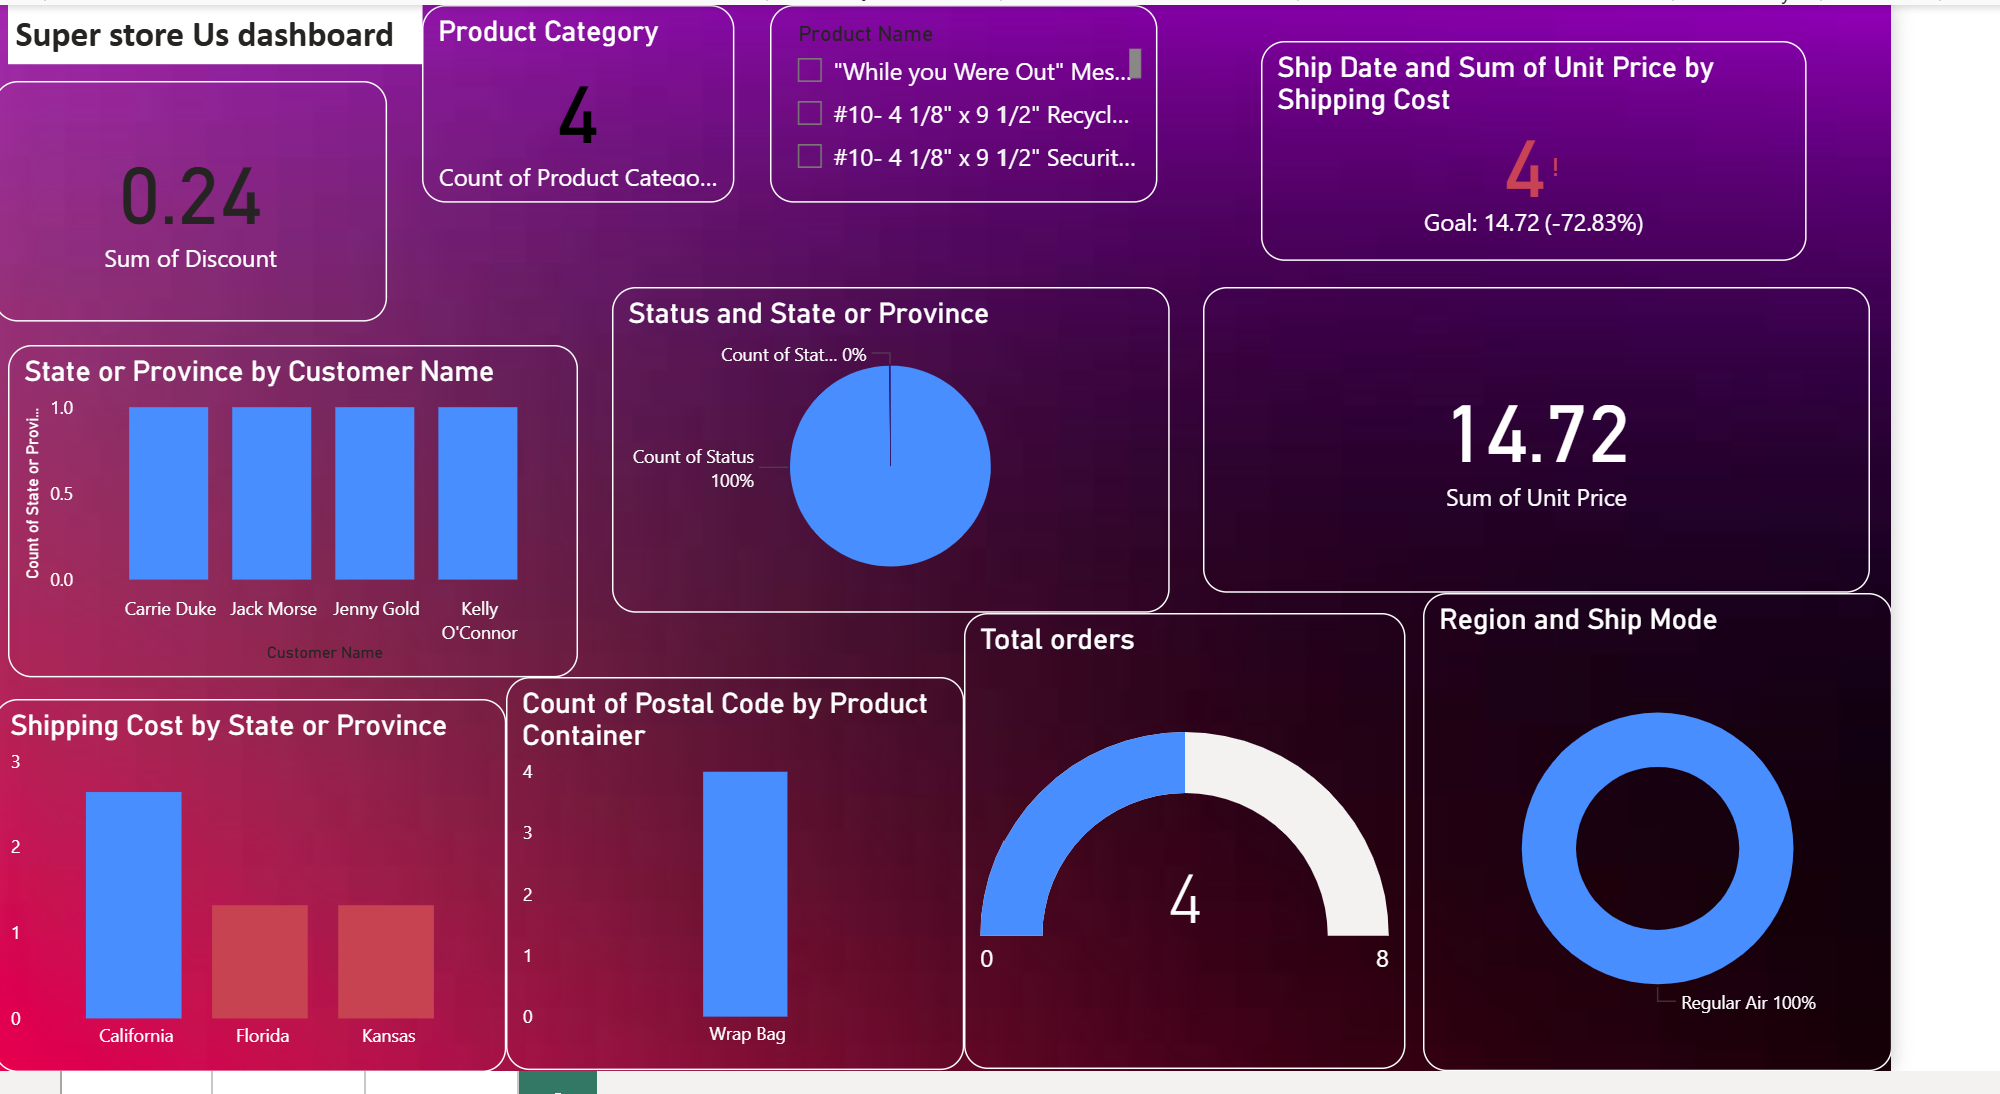 Super store Us dashboard
0.24
Sum of Discount
Product Category
4
Count of Product Catego...
Product Name
"While you Were Out" Mes...
#10- 4 1/8" x 9 1/2" Recycl...
#10- 4 1/8" x 9 1/2" Securit...
Ship Date and Sum of Unit Price by
Shipping Cost
4!
Goal: 14.72 (-72.83%)
State or Province by Customer Name
Count of State or Provi...
1.0
0.5
0.0
Carrie Duke Jack Morse Jenny Gold Kelly
O'Connor
Customer Name
Status and State or Province
Count of Stat... 0%
Count of Status
100%
14.72
Sum of Unit Price
Shipping Cost by State or Province
3
2
1
0
California Florida Kansas
Count of Postal Code by Product
Container
4
3
2
1
0
Wrap Bag
Total orders
4
0 8
Region and Ship Mode
Regular Air 100%